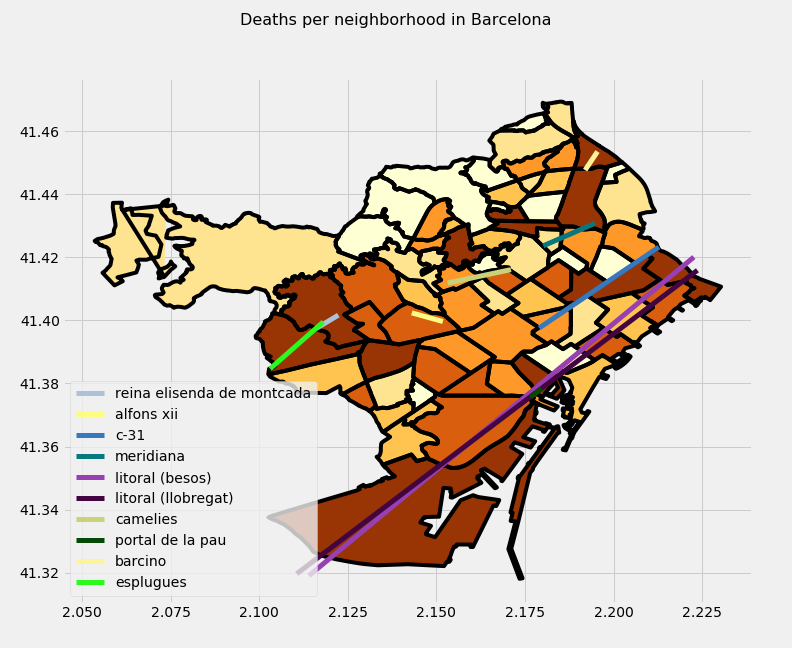 Deaths per neighborhood in Barcelona
41.46
41.44
41.42
41.40
41.38
41.36
41.34
41.32
reina elisenda de montcada
alfons xii
c-31
meridiana
litoral (besos)
litoral (llobregat)
camelies
portal de la pau
barcino
esplugues
2.050 2.075 2.100 2.125 2.150 2.175 2.200 2.225